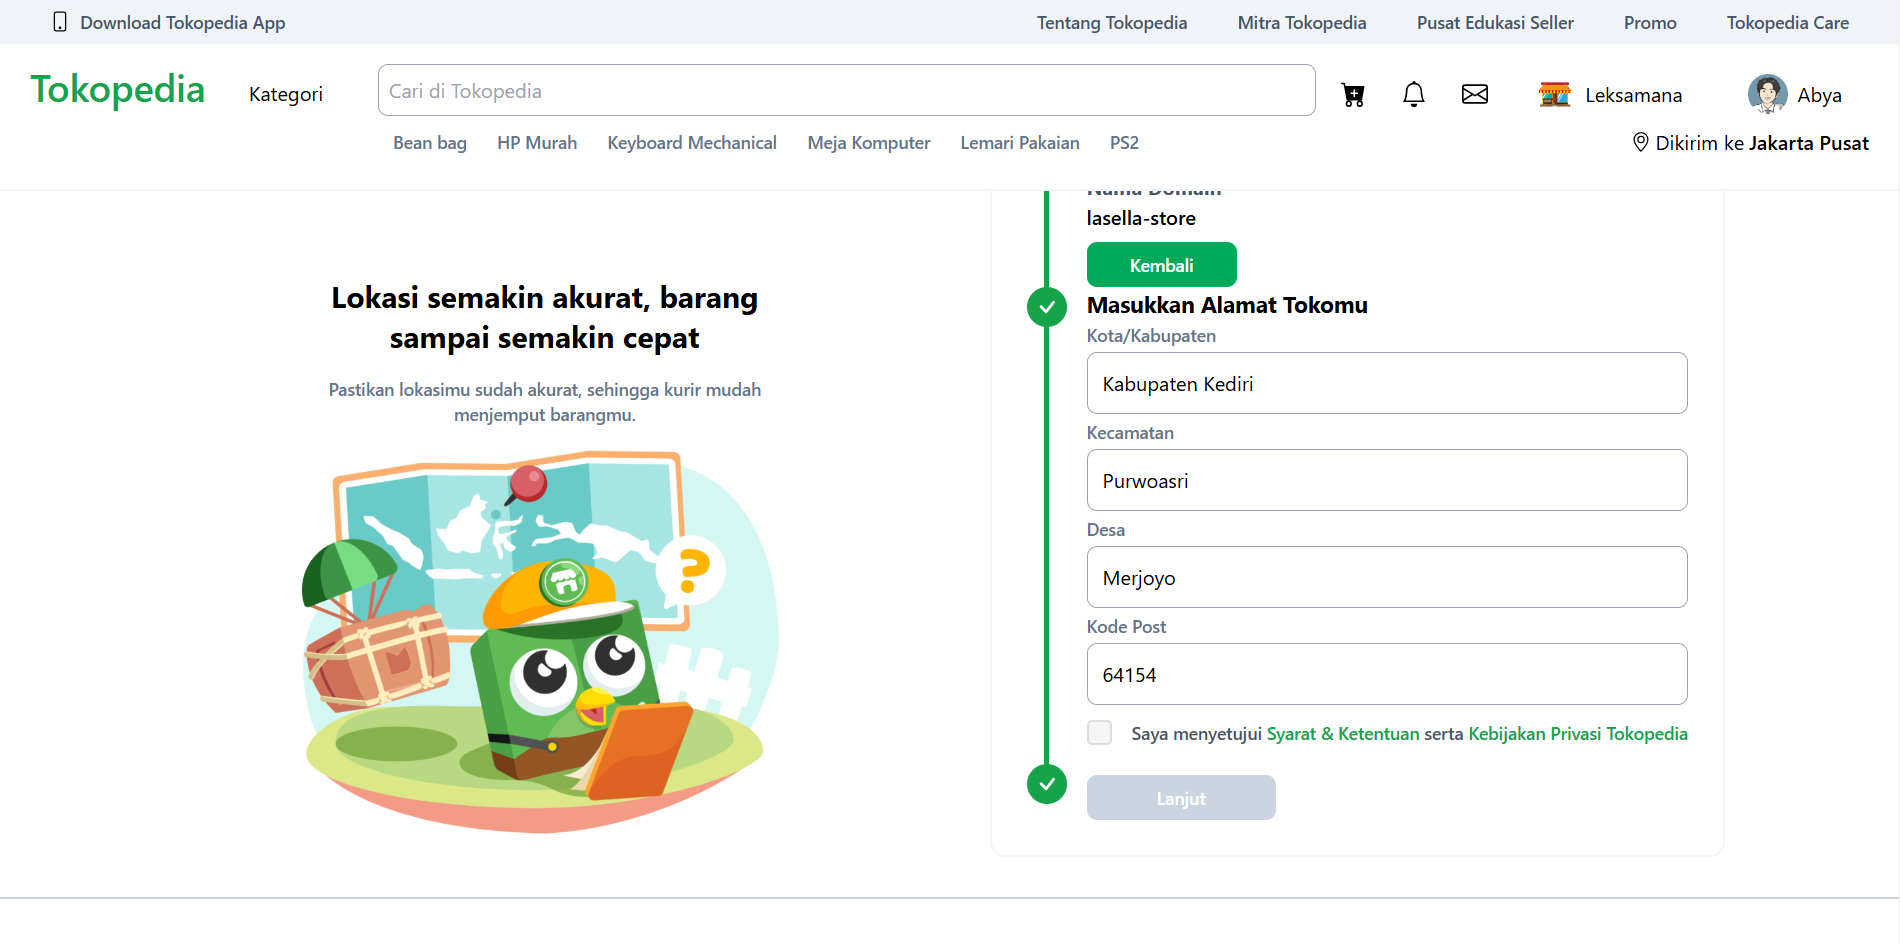 Download Tokopedia App
Tentang Tokopedia
Mitra Tokopedia
Pusat Edukasi Seller
Promo
Tokopedia Care
Tokopedia
Kategori
Cari di Tokopedia
Leksamana
Abya
Bean bag
HP Murah
Keyboard Mechanical
Meja Komputer
Lemari Pakaian
PS2
Dikirim ke Jakarta Pusat
Lokasi semakin akurat, barang
sampai semakin cepat
Pastikan lokasimu sudah akurat, sehingga kurir mudah
menjemput barangmu.
?
Nama Domain
lasella-store
Kembali
Masukkan Alamat Tokomu
Kota/Kabupaten
Kabupaten Kediri
Kecamatan
Purwoasri
Desa
Merjoyo
Kode Post
64154
Saya menyetujui Syarat & Ketentuan serta Kebijakan Privasi Tokopedia
Lanjut